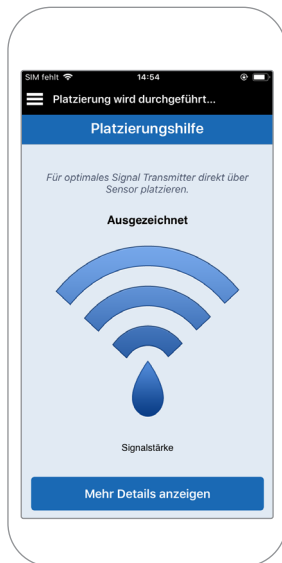 SIM fehlt 14:54
Platzierung wird durchgeführt...
Platzierungshilfe
Für optimales Signal Transmitter direkt über
Sensor platzieren.
Ausgezeichnet
Signalstärke
Mehr Details anzeigen